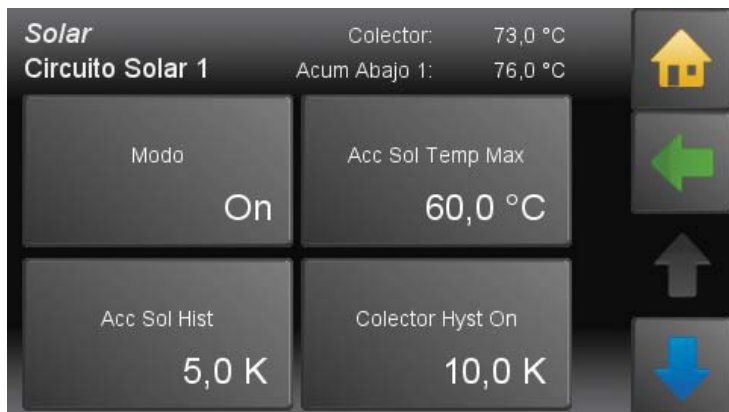 Solar
Colector: 73,0 °C
Circuito Solar 1
Acum Abajo 1: 76,0 °C
Modo
On
Acc Sol Temp Max
60,0 °C
Acc Sol Hist
5,0 K
Colector Hyst On
10,0 K